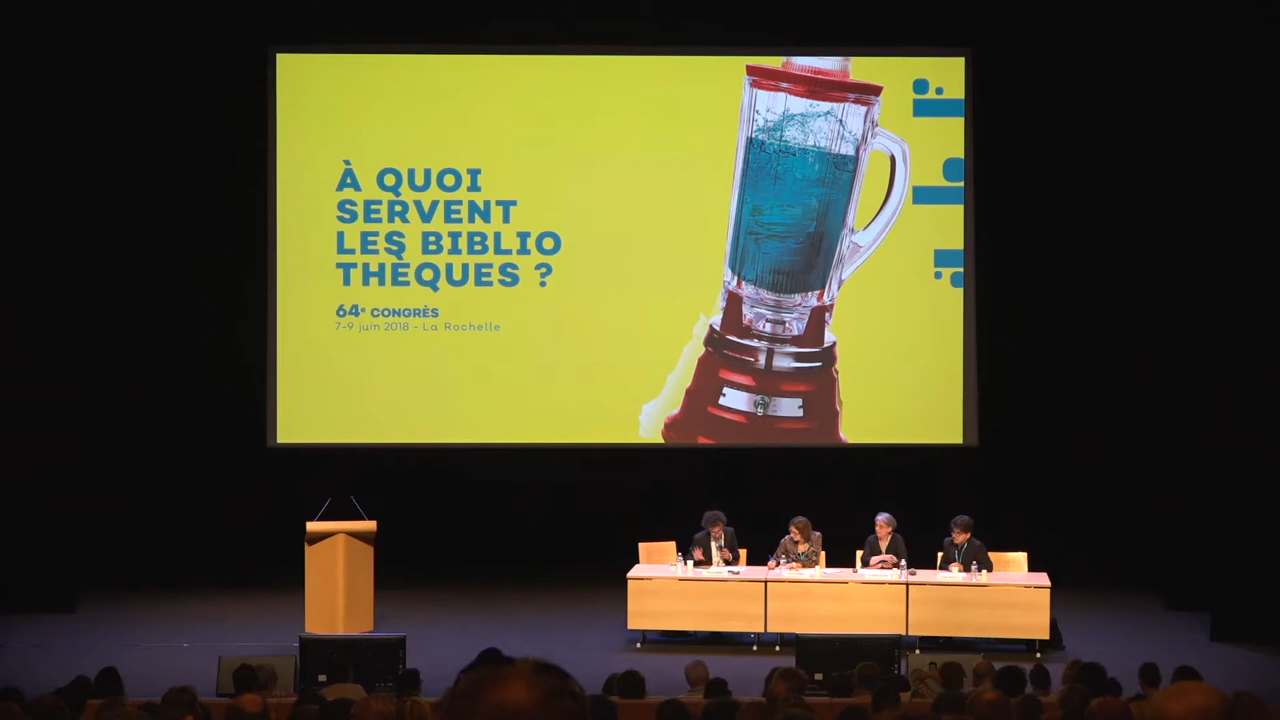 À QUOI
SERVENT
LES BIBLIO
THÈQUES ?
64e CONGRÈS
7-9 juin 2018 - La Rochelle